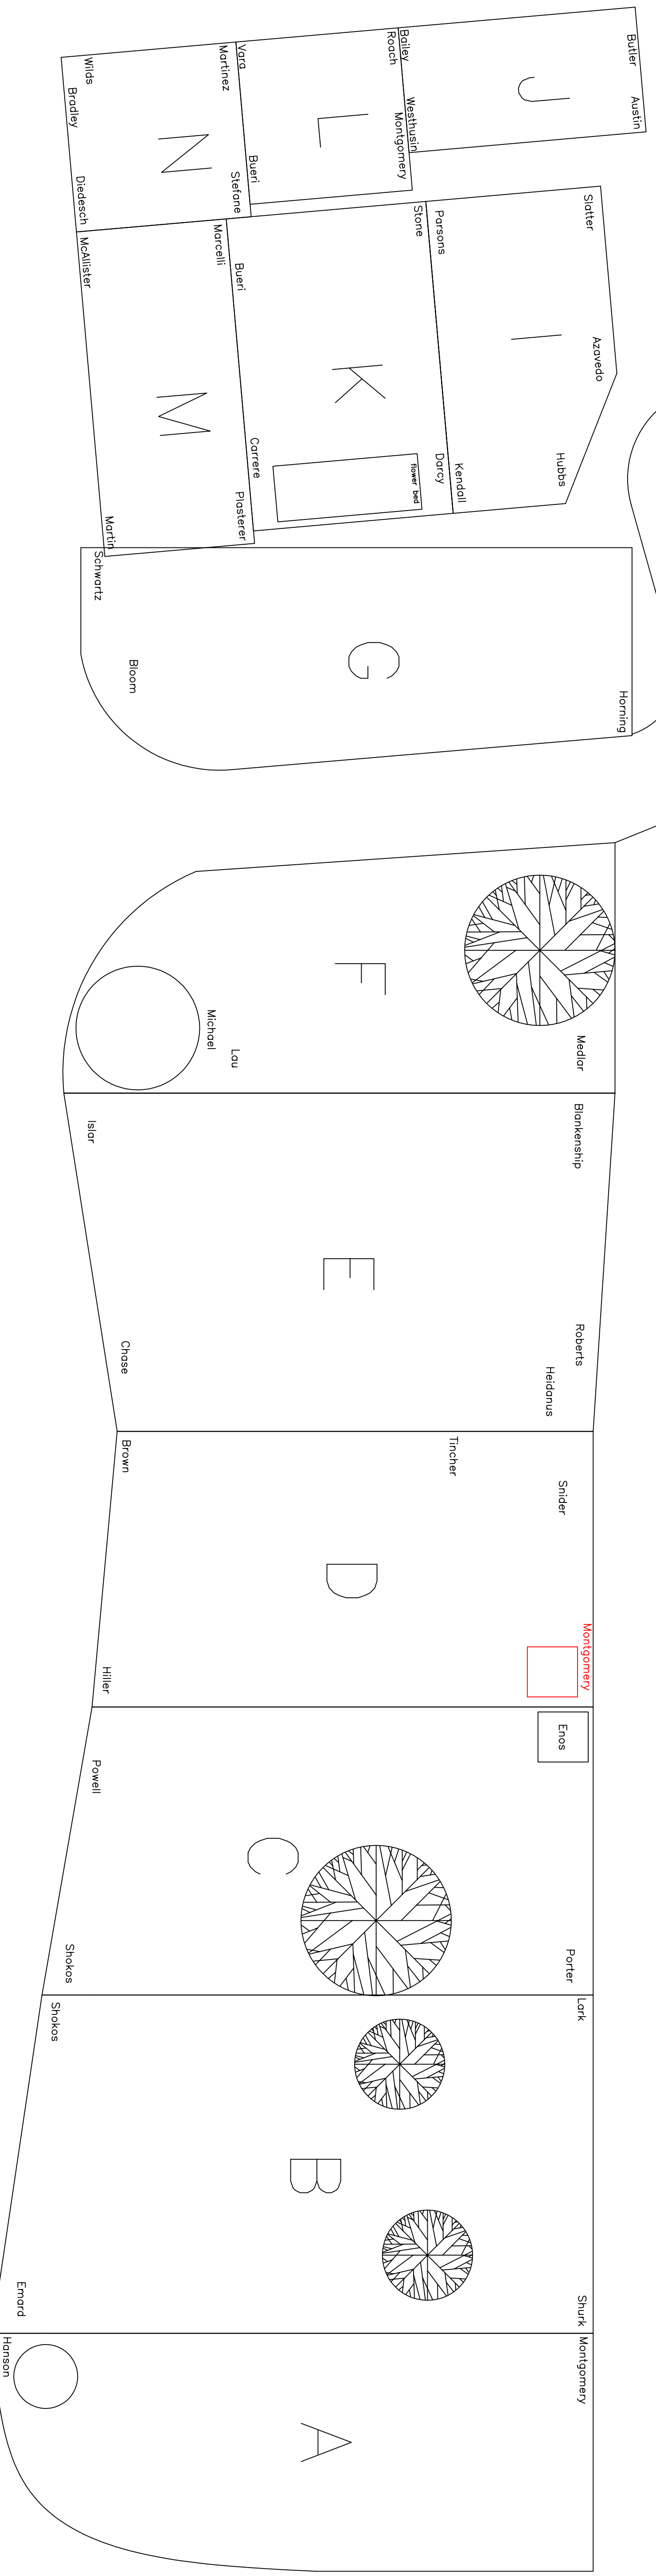 Butler
Austin
J
Bailey
Westhusin
Roach
Montgomery
L
Vara
Bueri
Martinez
Stefane
N
Wilds
Bradley
Diedesch
Slatter
Azavedo
Hubbs
I
Parsons
Kendall
Stone
Darcy
K
flower bed
Bueri
Carrere
Marcelli
Plasterer
M
McAllister
Martin
Schwartz
Bloom
G
Horning
Medlar
F
Michael
Lau
Blankenship
Islar
E
Roberts
Heidanus
Chase
Brown
Tincher
Snider
D
Montgomery
Hiller
Enos
Powell
C
Shokos
Porter
Lark
Shokos
B
Emard
Shurk
Montgomery
Hanson
A